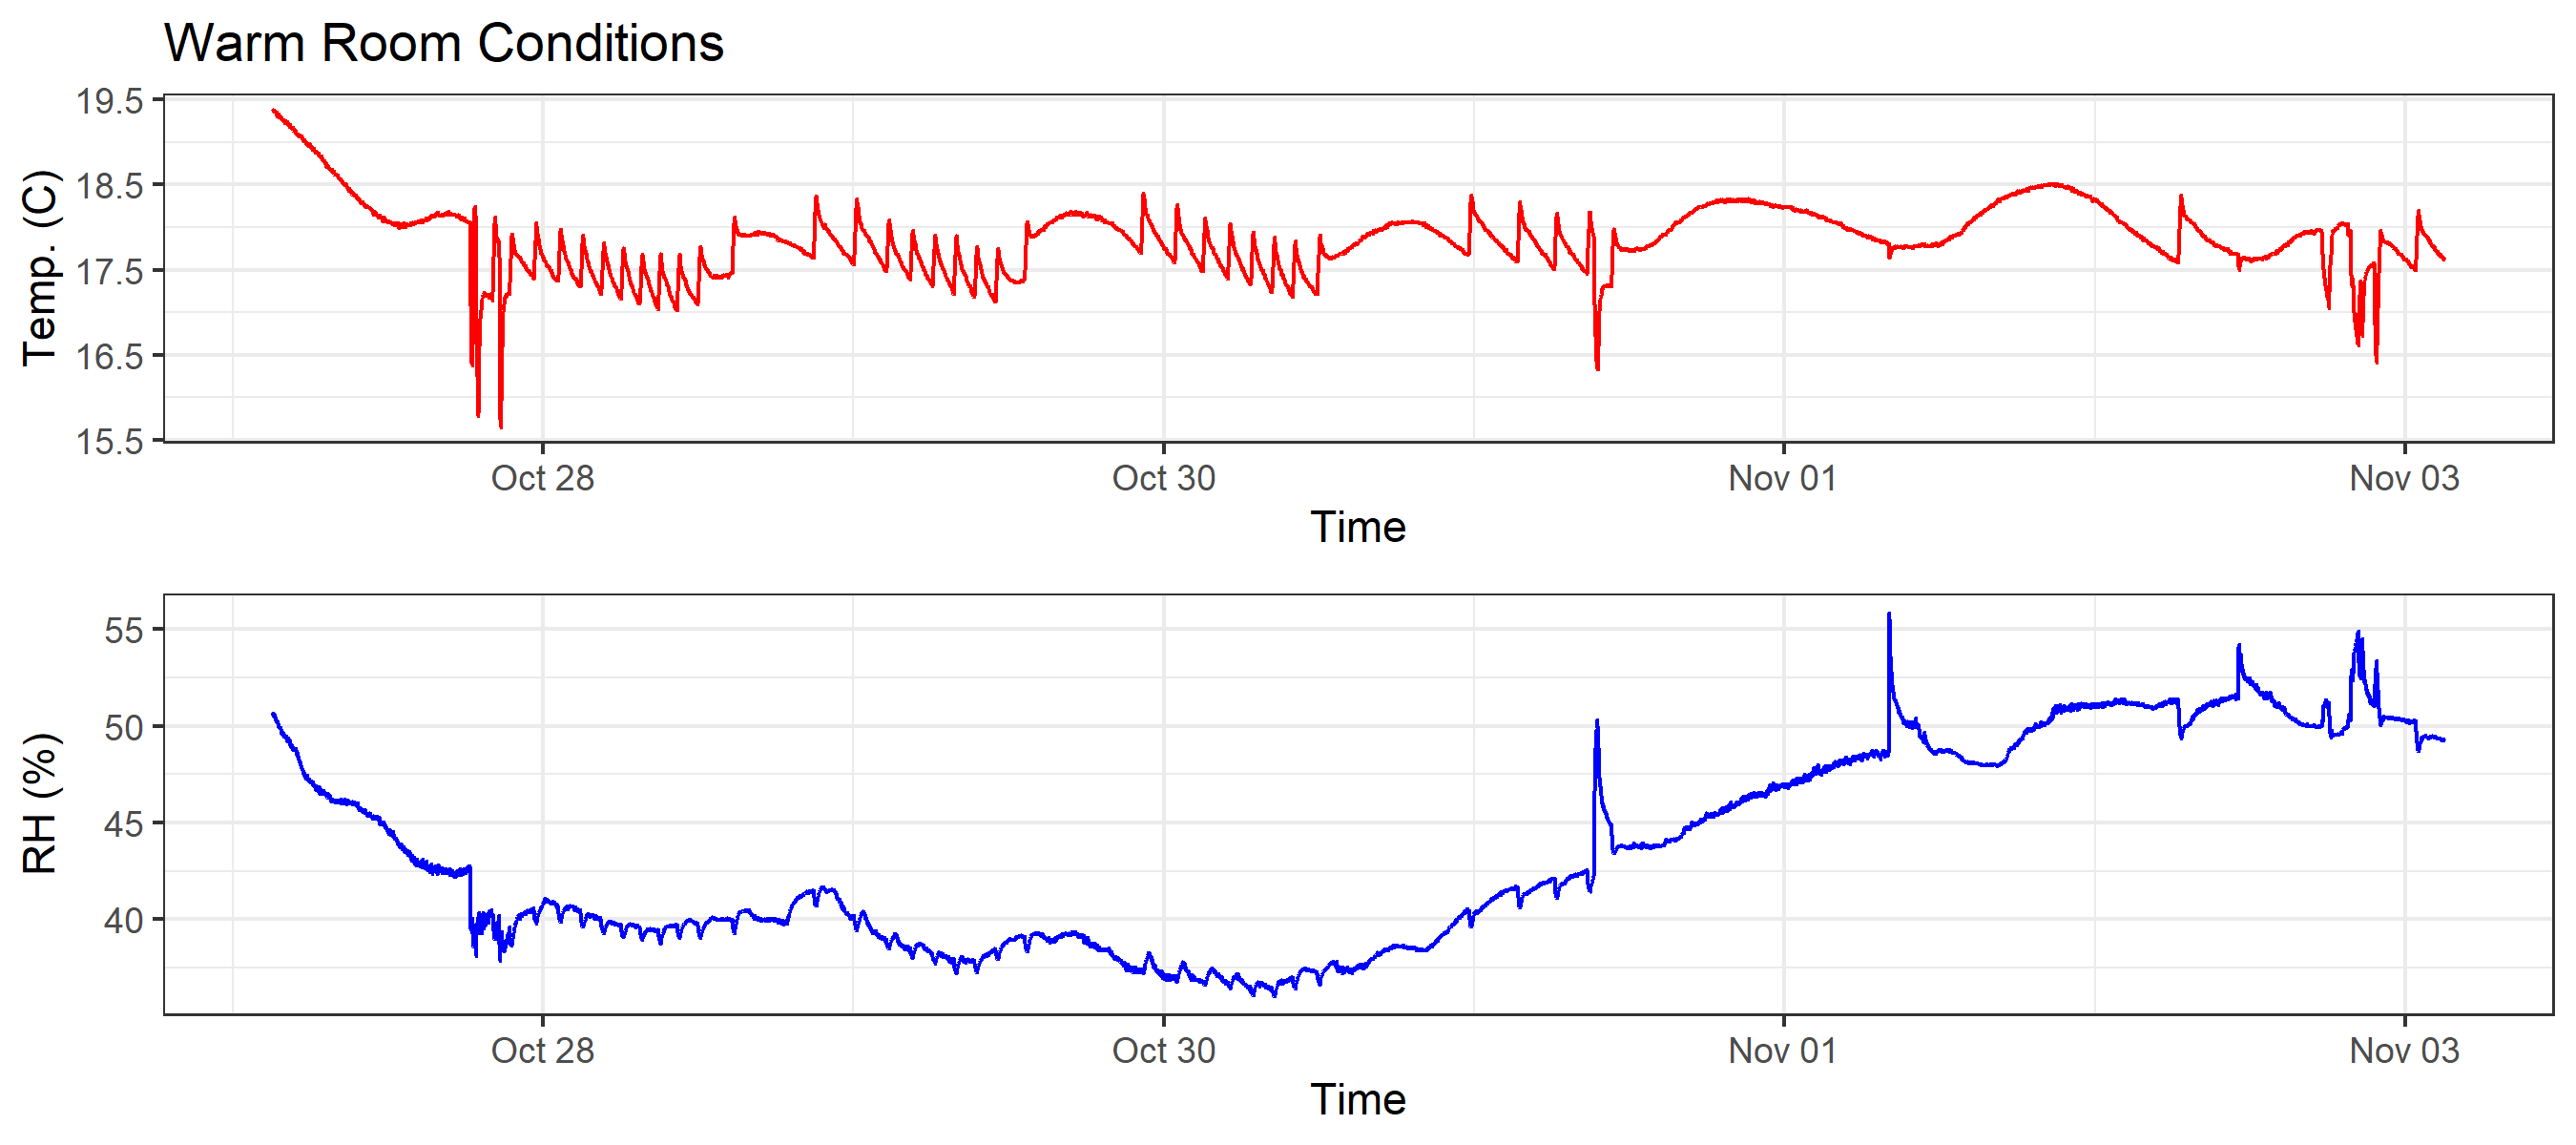 Warm Room Conditions
Temp. (C)
19.5
18.5
17.5
16.5
15.5
Oct 28 Oct 30 Nov 01 Nov 03
Time
RH (%)
55
50
45
40
Oct 28 Oct 30 Nov 01 Nov 03
Time